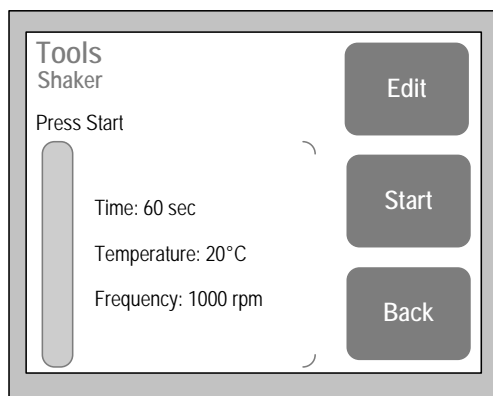 Tools
Shaker
Press Start
Time: 60 sec
Temperature: 20°C
Frequency: 1000 rpm
Edit
Start
Back